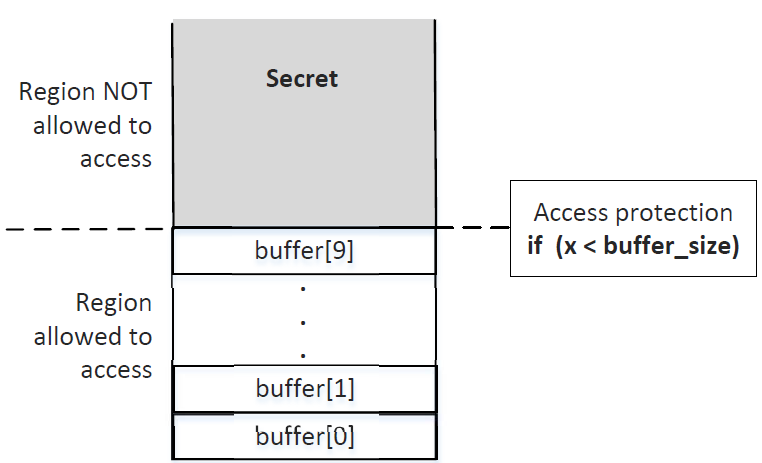 Secret
Region NOT
allowed to
access
Access protection
if (x < buffer_size)
buffer[9]
.
.
.
Region
allowed to
access
buffer[1]
buffer[0]